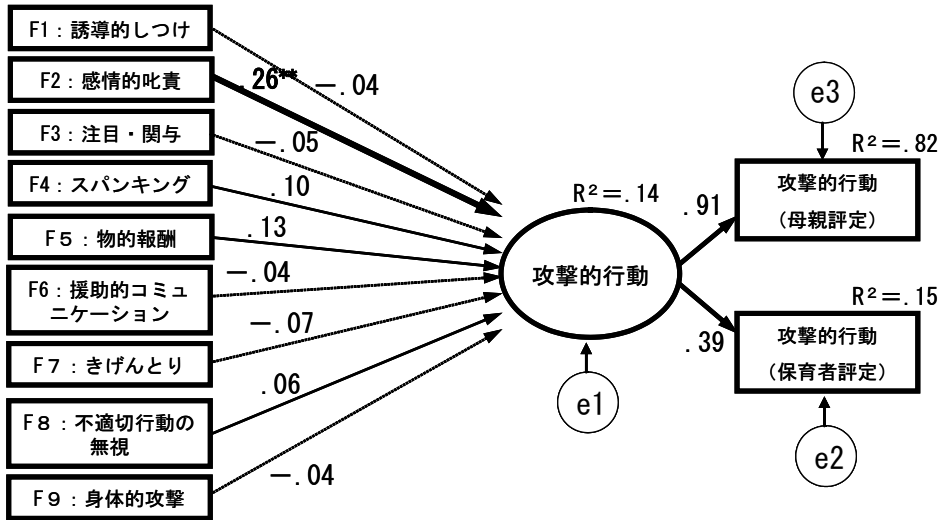 F1：誘導的しつけ
F2：感情的叱責
F3：注目・関与
F4：スパンキング
F5：物的報酬
F6：援助的コミュ
ニケーション
F7：きげんとり
F8：不適切行動の
無視
F9：身体的攻撃
.26**
－.04
－.05
.10
.13
－.04
－.07
.06
－.04
R²＝.14
攻撃的行動
e1
.91
.39
e3
R²＝.82
攻撃的行動
（母親評定）
R²＝.15
攻撃的行動
（保育者評定）
e2